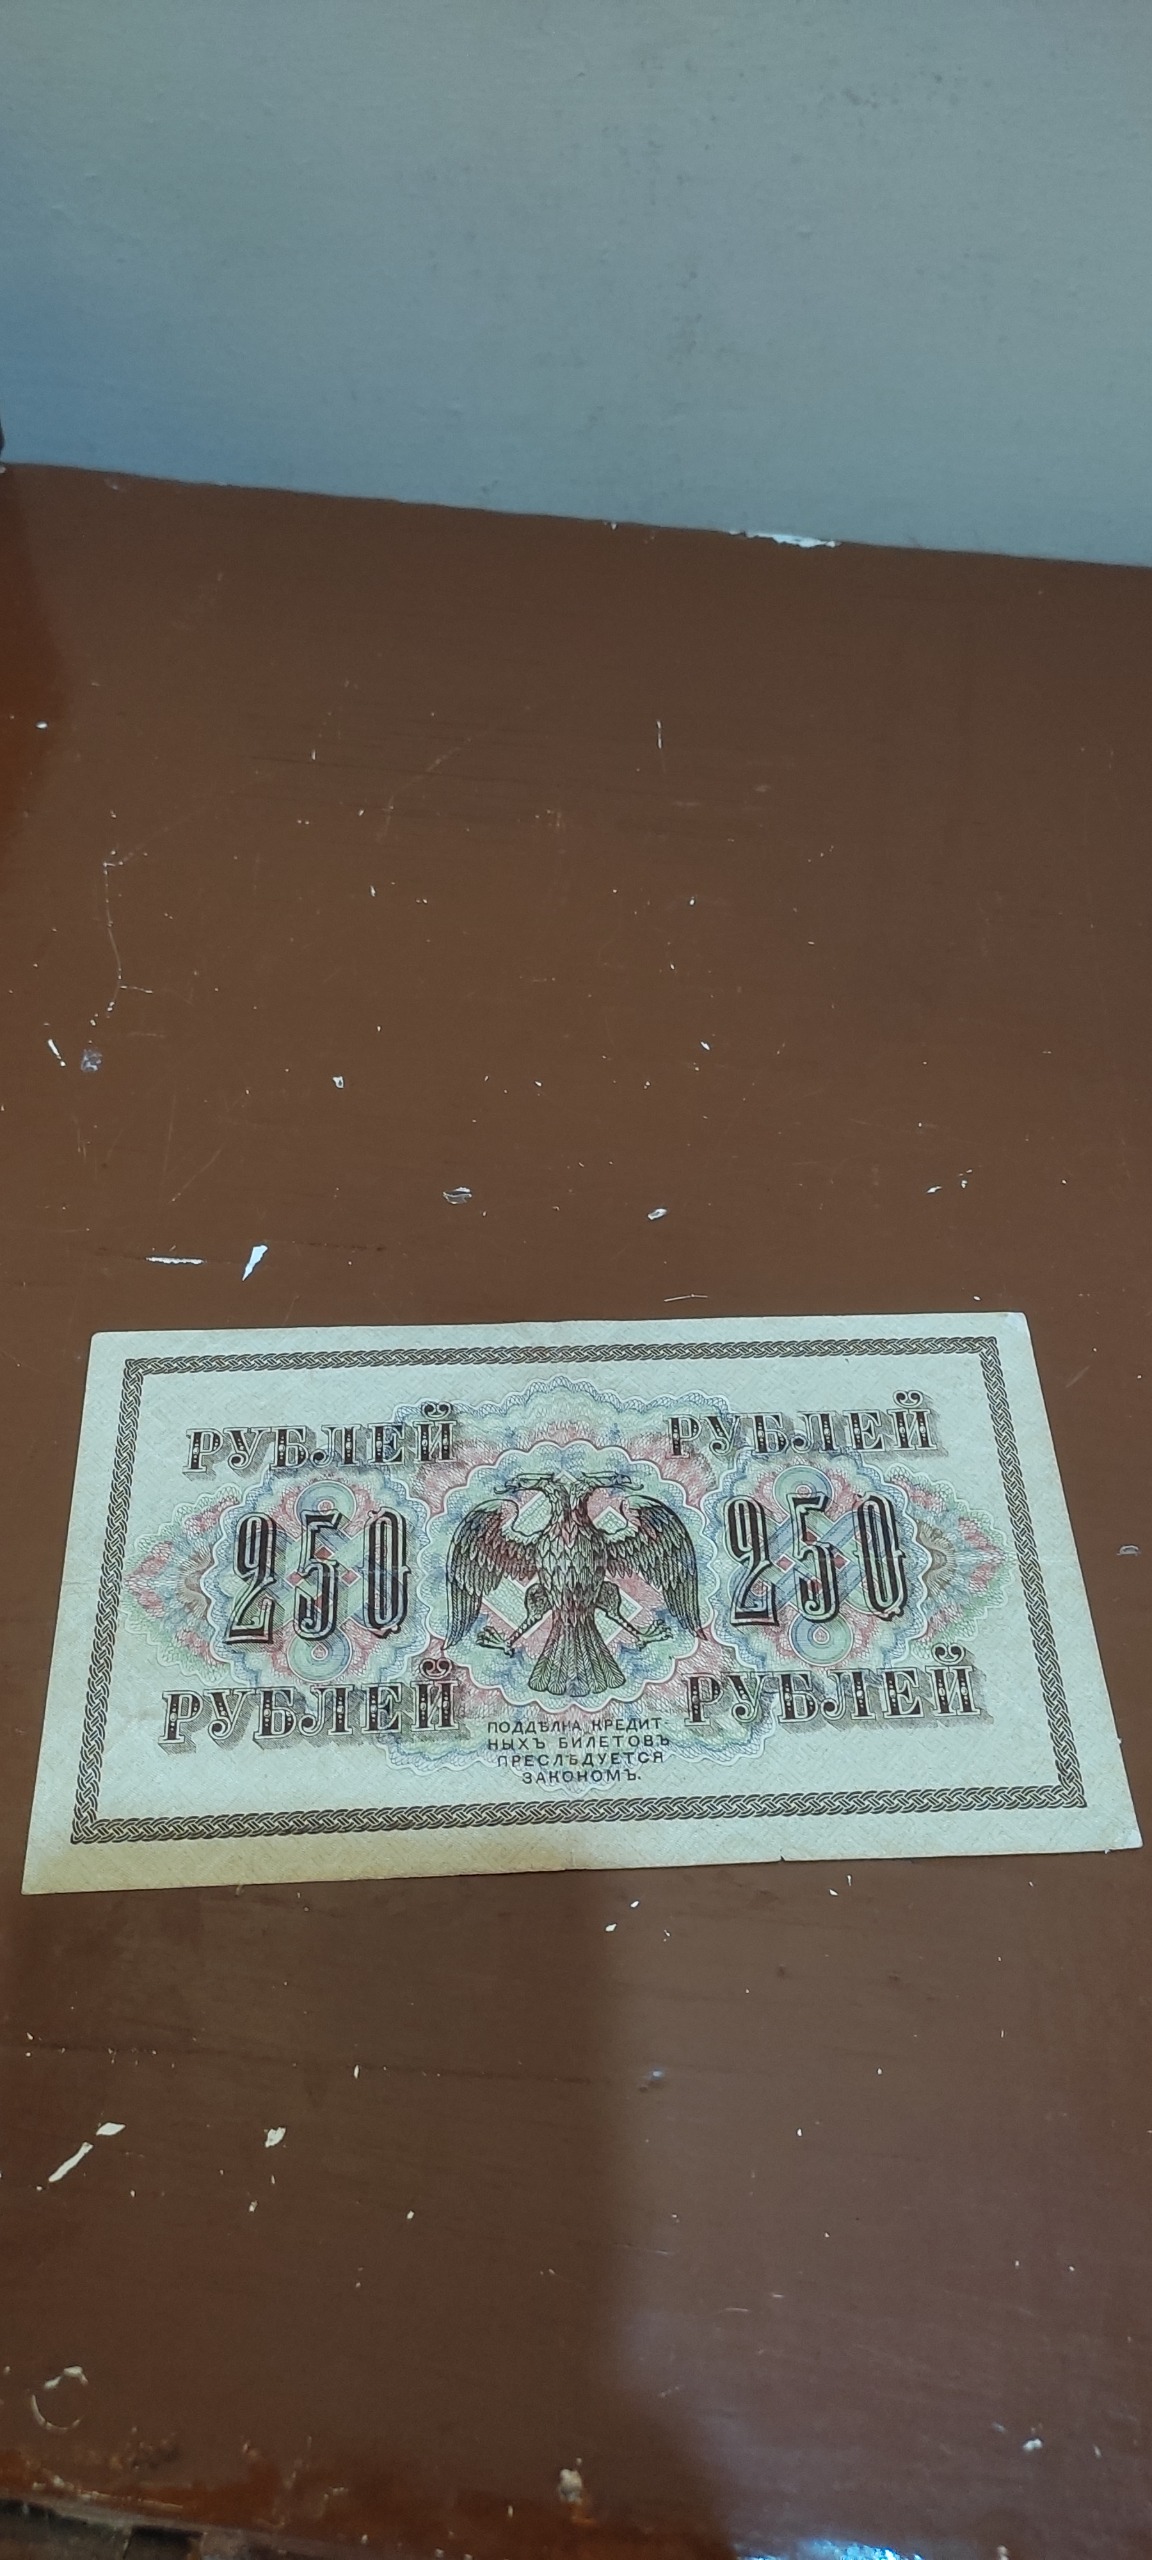 РУБЛЕЙ РУБЛЕЙ
250 250
РУБЛЕЙ РУБЛЕЙ
ПОДДѢЛКА КРЕДИТ-
НЫХЪ БИЛЕТОВЪ
ПРЕСЛѢДУЕТСЯ
ЗАКОНОМЪ.